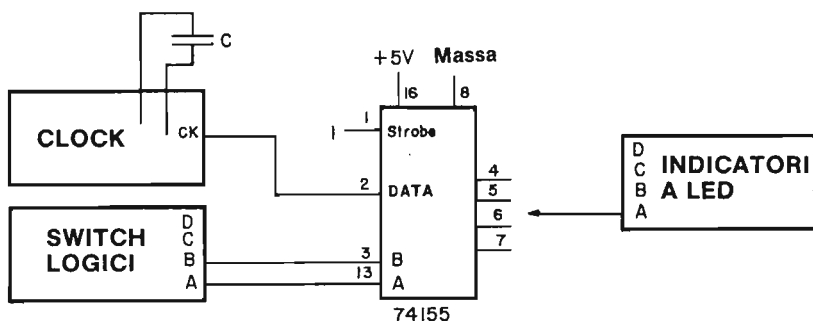 C
+5V
Massa
16
8
CLOCK
CK
1
1
Strobe
2
DATA
4
5
6
7
D
C
B
A
INDICATORI
A LED
D
C
B
A
SWITCH
LOGICI
3
B
13
A
74155